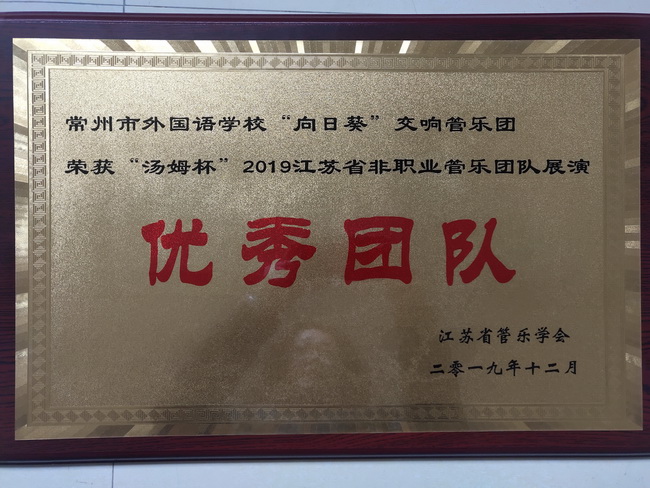 常州市外国语学校“向日葵”交响管乐团
荣获“汤姆杯”2019江苏省非职业管乐团队展演
优秀团队
江苏省管乐学会
二零一九年十二月